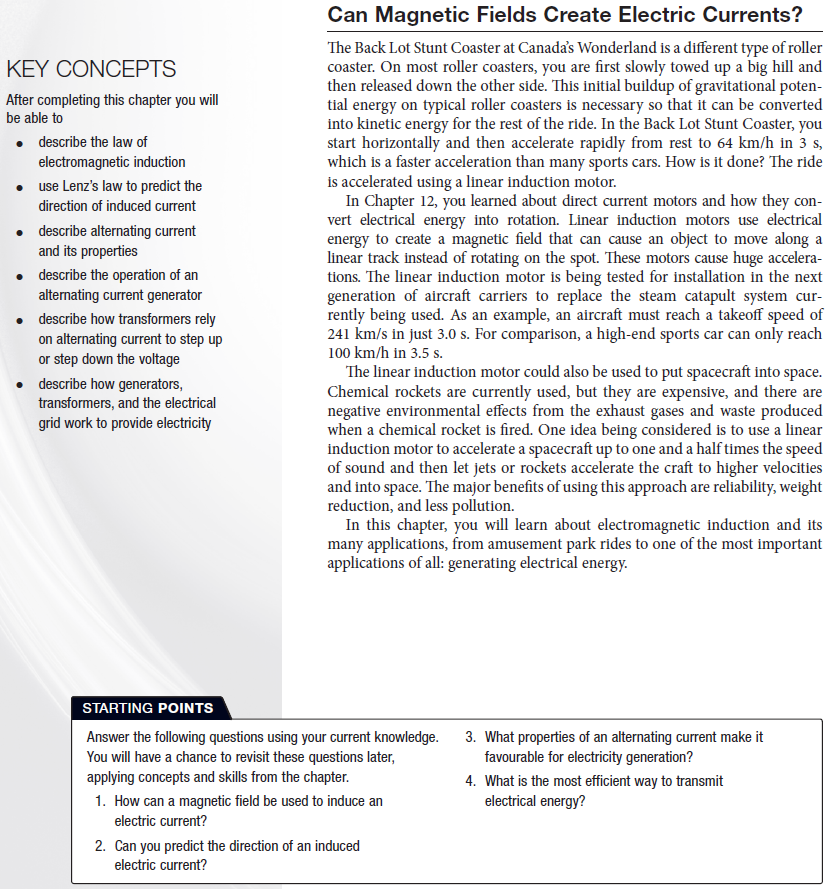 Can Magnetic Fields Create Electric Currents?
KEY CONCEPTS
After completing this chapter you will
be able to
• describe the law of
electromagnetic induction
• use Lenz's law to predict the
direction of induced current
• describe alternating current
and its properties
• describe the operation of an
alternating current generator
• describe how transformers rely
on alternating current to step up
or step down the voltage
• describe how generators,
transformers, and the electrical
grid work to provide electricity
The Back Lot Stunt Coaster at Canada's Wonderland is a different type of roller
coaster. On most roller coasters, you are first slowly towed up a big hill and
then released down the other side. This initial buildup of gravitational poten-
tial energy on typical roller coasters is necessary so that it can be converted
into kinetic energy for the rest of the ride. In the Back Lot Stunt Coaster, you
start horizontally and then accelerate rapidly from rest to 64 km/h in 3 s,
which is a faster acceleration than many sports cars. How is it done? The ride
is accelerated using a linear induction motor.
In Chapter 12, you learned about direct current motors and how they con-
vert electrical energy into rotation. Linear induction motors use electrical
energy to create a magnetic field that can cause an object to move along a
linear track instead of rotating on the spot. These motors cause huge accelera-
tions. The linear induction motor is being tested for installation in the next
generation of aircraft carriers to replace the steam catapult system cur-
rently being used. As an example, an aircraft must reach a takeoff speed of
241 km/s in just 3.0 s. For comparison, a high-end sports car can only reach
100 km/h in 3.5 s.
The linear induction motor could also be used to put spacecraft into space.
Chemical rockets are currently used, but they are expensive, and there are
negative environmental effects from the exhaust gases and waste produced
when a chemical rocket is fired. One idea being considered is to use a linear
induction motor to accelerate a spacecraft up to one and a half times the speed
of sound and then let jets or rockets accelerate the craft to higher velocities
and into space. The major benefits of using this approach are reliability, weight
reduction, and less pollution.
In this chapter, you will learn about electromagnetic induction and its
many applications, from amusement park rides to one of the most important
applications of all: generating electrical energy.
STARTING POINTS
Answer the following questions using your current knowledge.
You will have a chance to revisit these questions later,
applying concepts and skills from the chapter.
1. How can a magnetic field be used to induce an
electric current?
2. Can you predict the direction of an induced
electric current?
3. What properties of an alternating current make it
favourable for electricity generation?
4. What is the most efficient way to transmit
electrical energy?